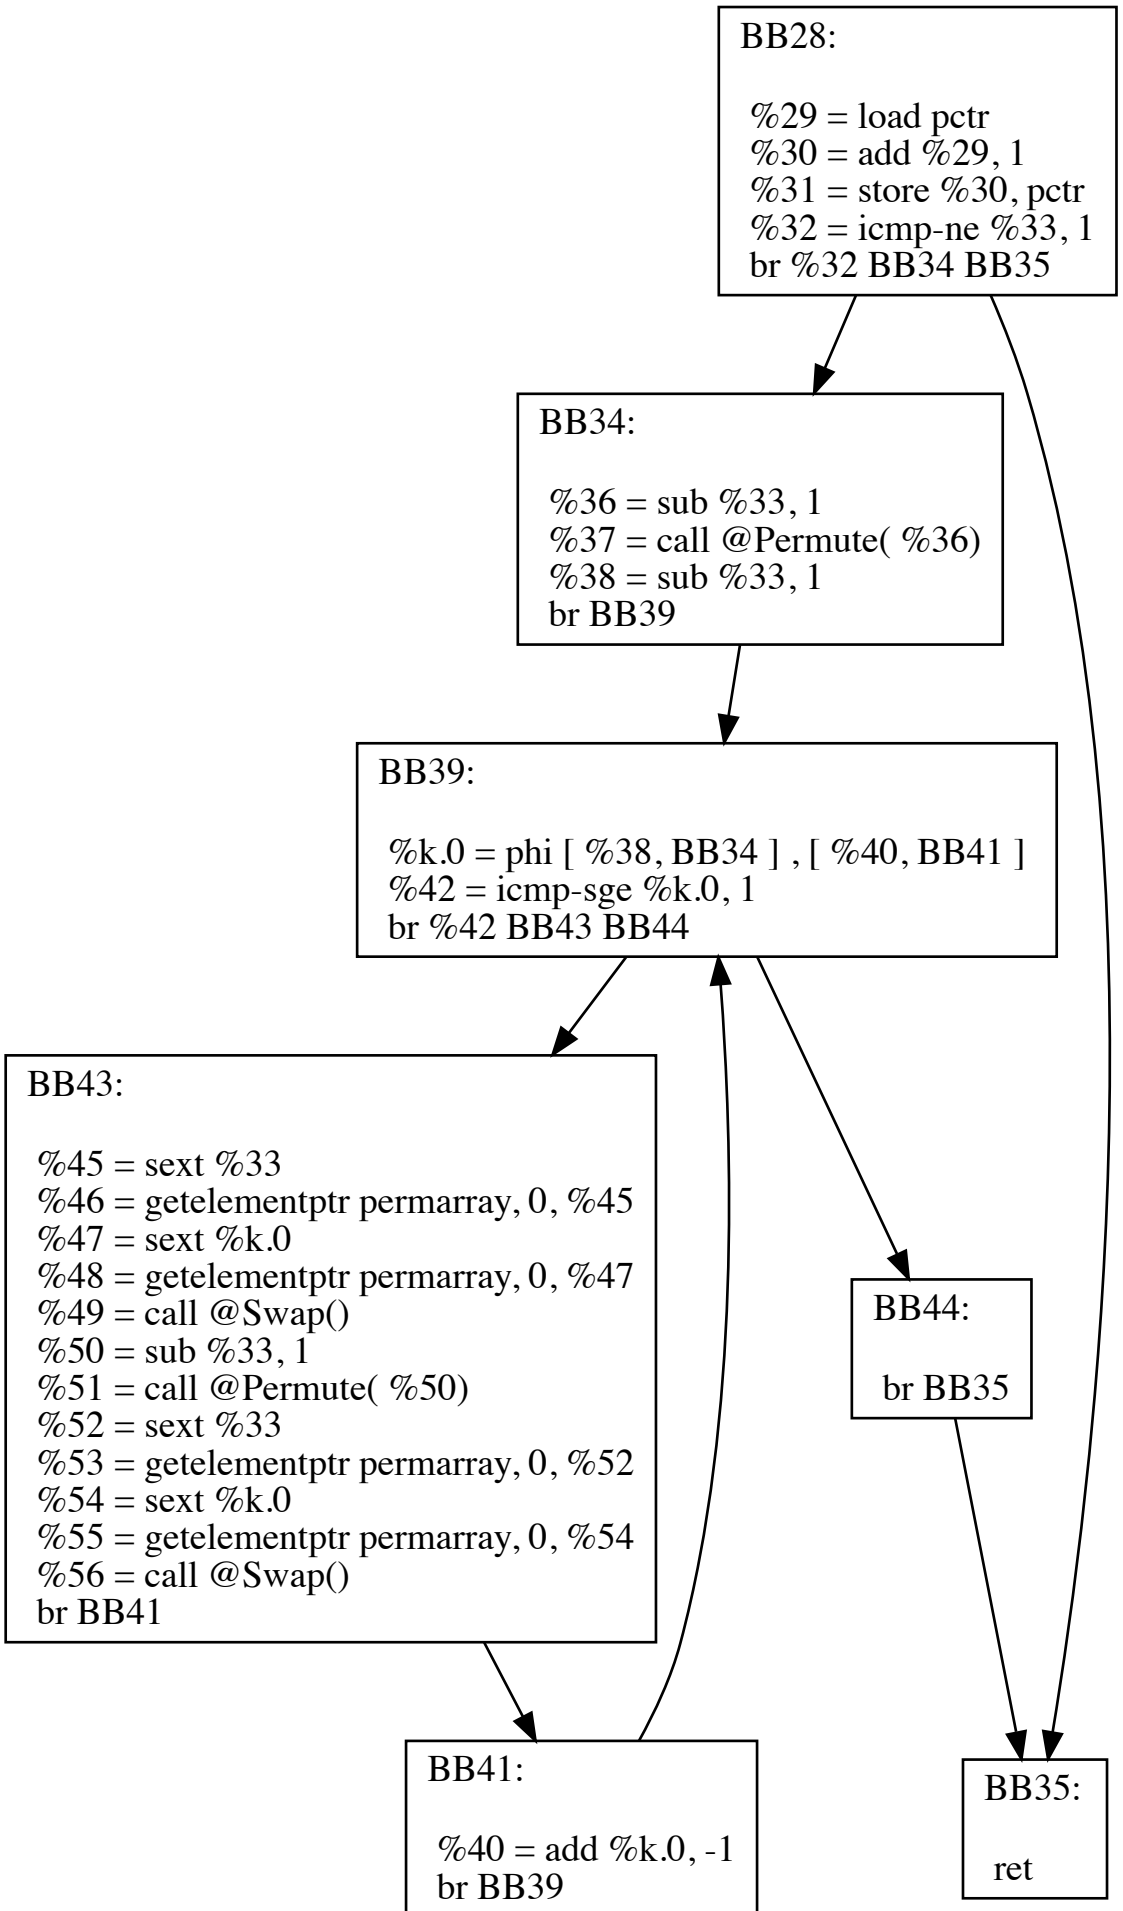 BB28:
%29 = load pctr
%30 = add %29, 1
%31 = store %30, pctr
%32 = icmp-ne %33, 1
br %32 BB34 BB35
BB34:
%36 = sub %33, 1
%37 = call @Permute( %36)
%38 = sub %33, 1
br BB39
BB39:
%k.0 = phi [ %38, BB34 ] , [ %40, BB41 ]
%42 = icmp-sge %k.0, 1
br %42 BB43 BB44
BB43:
%45 = sext %33
%46 = getelementptr permarray, 0, %45
%47 = sext %k.0
%48 = getelementptr permarray, 0, %47
%49 = call @Swap()
%50 = sub %33, 1
%51 = call @Permute( %50)
%52 = sext %33
%53 = getelementptr permarray, 0, %52
%54 = sext %k.0
%55 = getelementptr permarray, 0, %54
%56 = call @Swap()
br BB41
BB44:
br BB35
BB41:
%40 = add %k.0, -1
br BB39
BB35:
ret